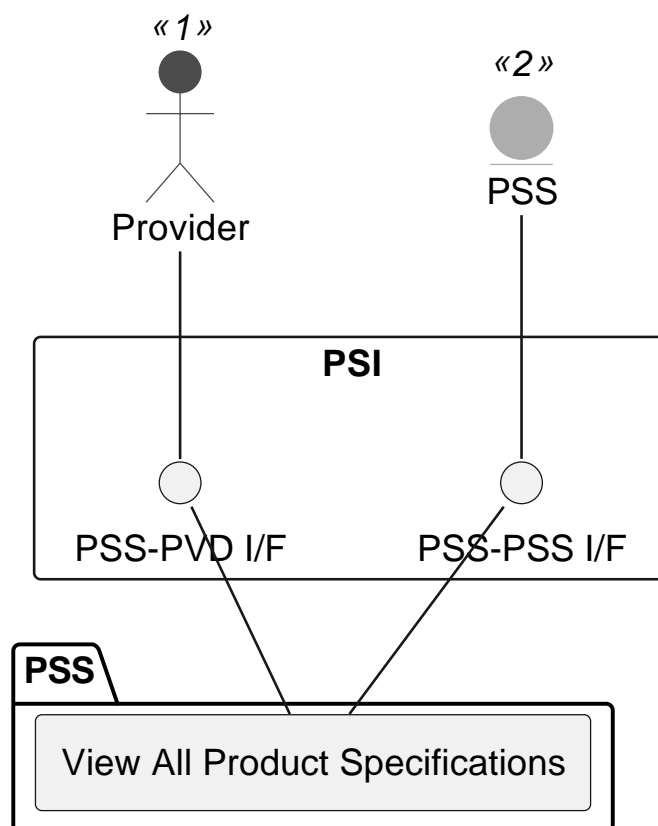 «1»
«2»
Provider
PSS
PSI
PSS-PVD I/F
PSS-PSS I/F
PSS
View All Product Specifications